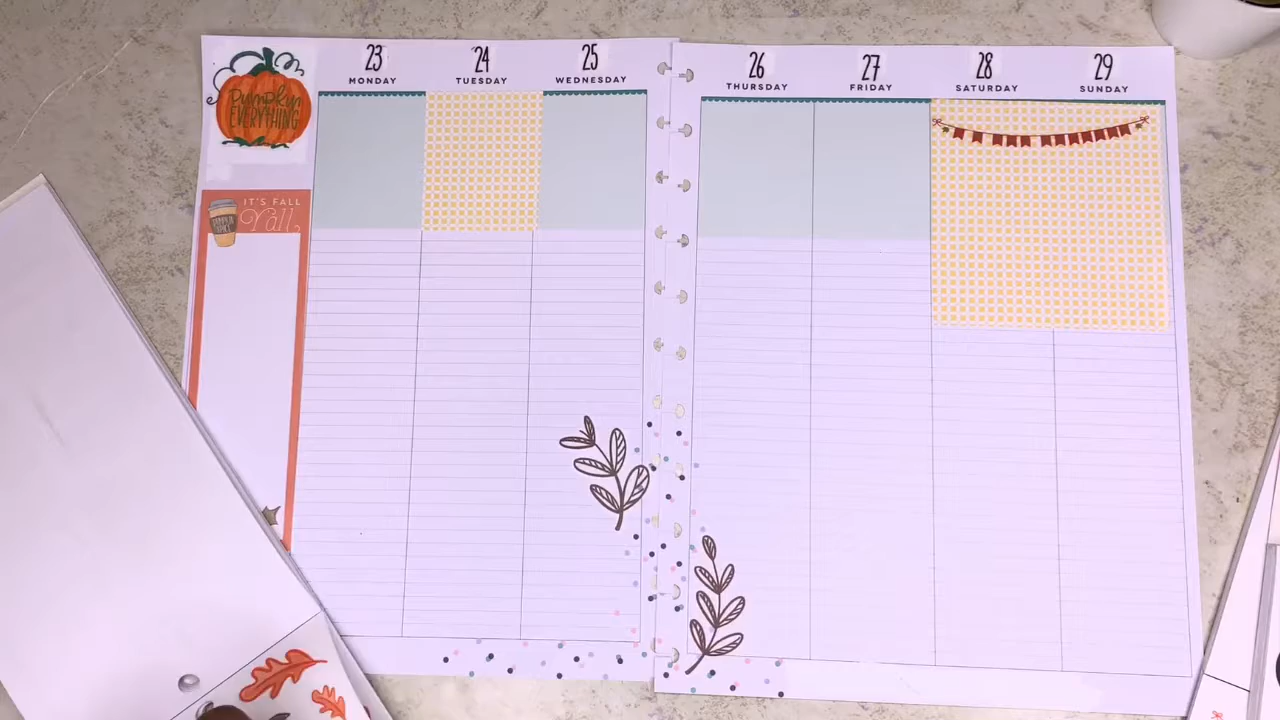 23 24 25
MONDAY TUESDAY WEDNESDAY
26 27 28 29
THURSDAY FRIDAY SATURDAY SUNDAY
Pumpkin
EVERYTHING
IT'S FALL
Y'all